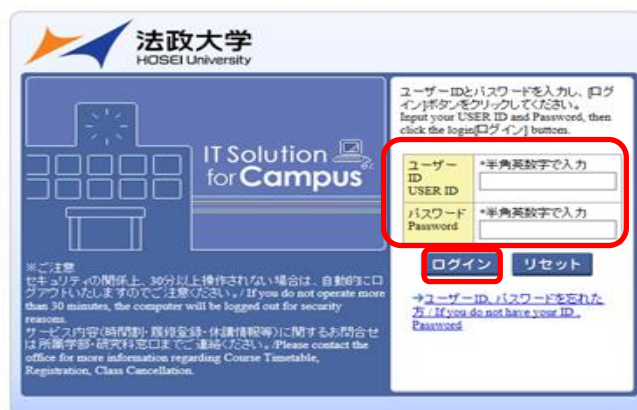 法政大学
HOSEI University
IT Solution
for Campus
※ご注意
セキュリティの関係上、30分以上操作されない場合は、自動的にロ
グアウトいたしますのでご注意ください。/ If you do not operate more
than 30 minutes, the computer will be logged out for security
reasons.
サービス内容(時間割・履修登録・休講情報等)に関するお問合せ
は所属学部・研究科窓口までご連絡ください。/Please contact the
office for more information regarding Course Timetable,
Registration, Class Cancellation.
ユーザーIDとパスワードを入力し、[ログ
イン]ボタンをクリックしてください。
Input your USER ID and Password, then
click the login[ログイン] buttom.
ユーザー
ID
USER ID
*半角英数字で入力
パスワード
Password
*半角英数字で入力
ログイン
リセット
→ユーザーID、パスワードを忘れた
方 / If you do not have your ID ,
Password